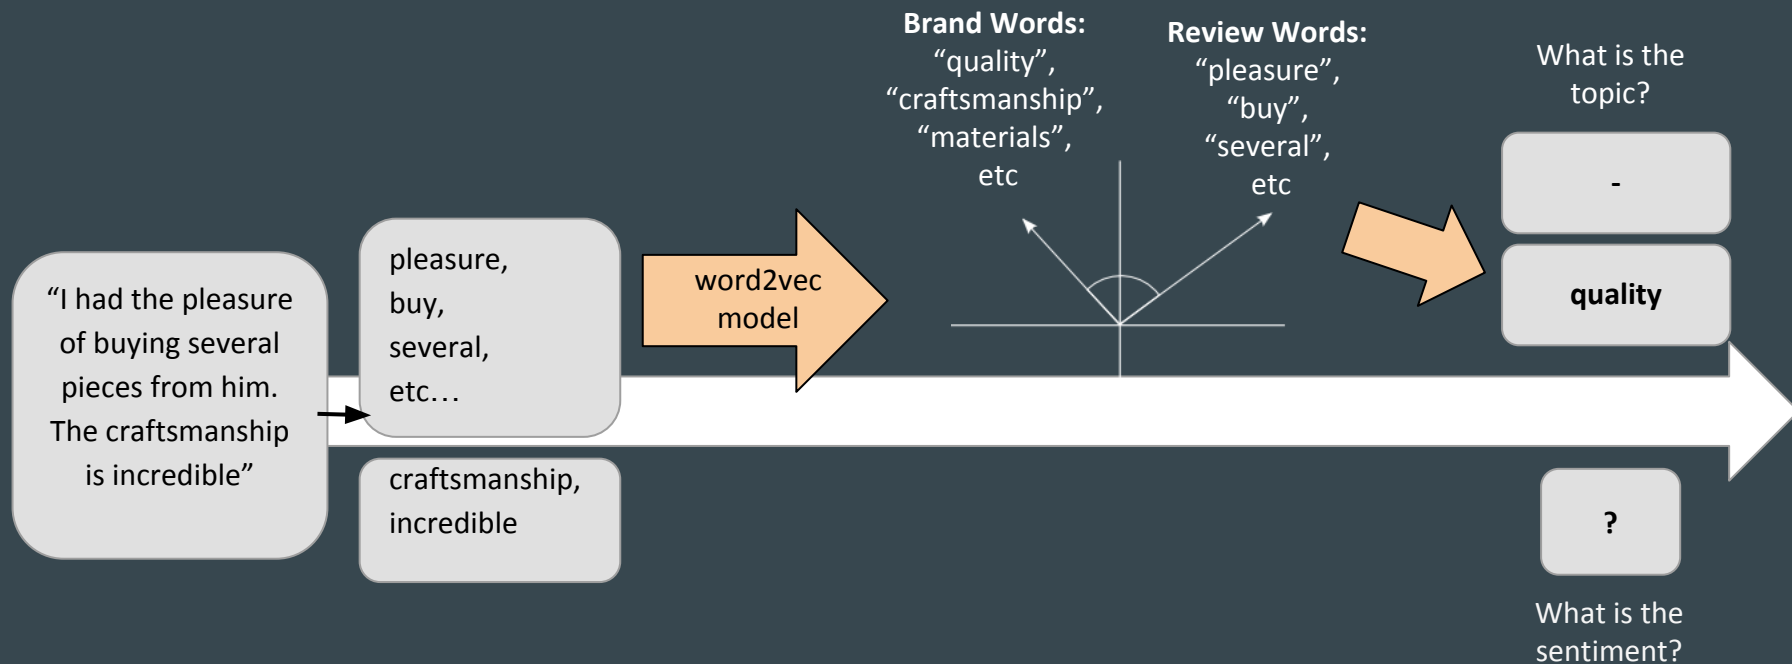 “I had the pleasure
of buying several
pieces from him.
The craftsmanship
is incredible”
pleasure,
buy,
several,
etc…
craftsmanship,
incredible
word2vec
model
Brand Words:
“quality”,
“craftsmanship”,
“materials”,
etc
Review Words:
“pleasure”,
“buy”,
“several”,
etc
What is the
topic?
-
quality
?
What is the
sentiment?